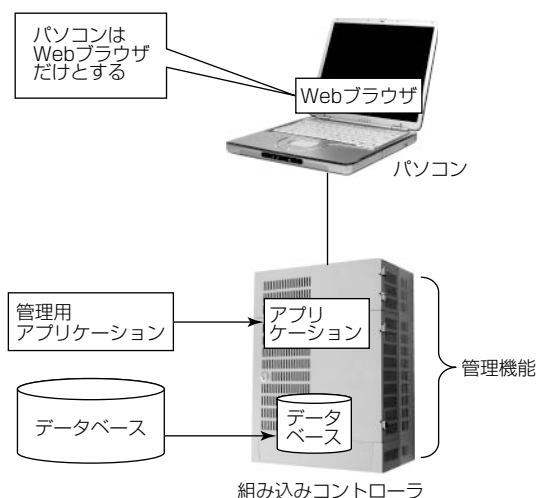 パソコンは
Webブラウザ
だけとする
Webブラウザ
パソコン
管理用
アプリケーション
アプリ
ケーション
管理機能
データベース
データ
ベース
組み込みコントローラ